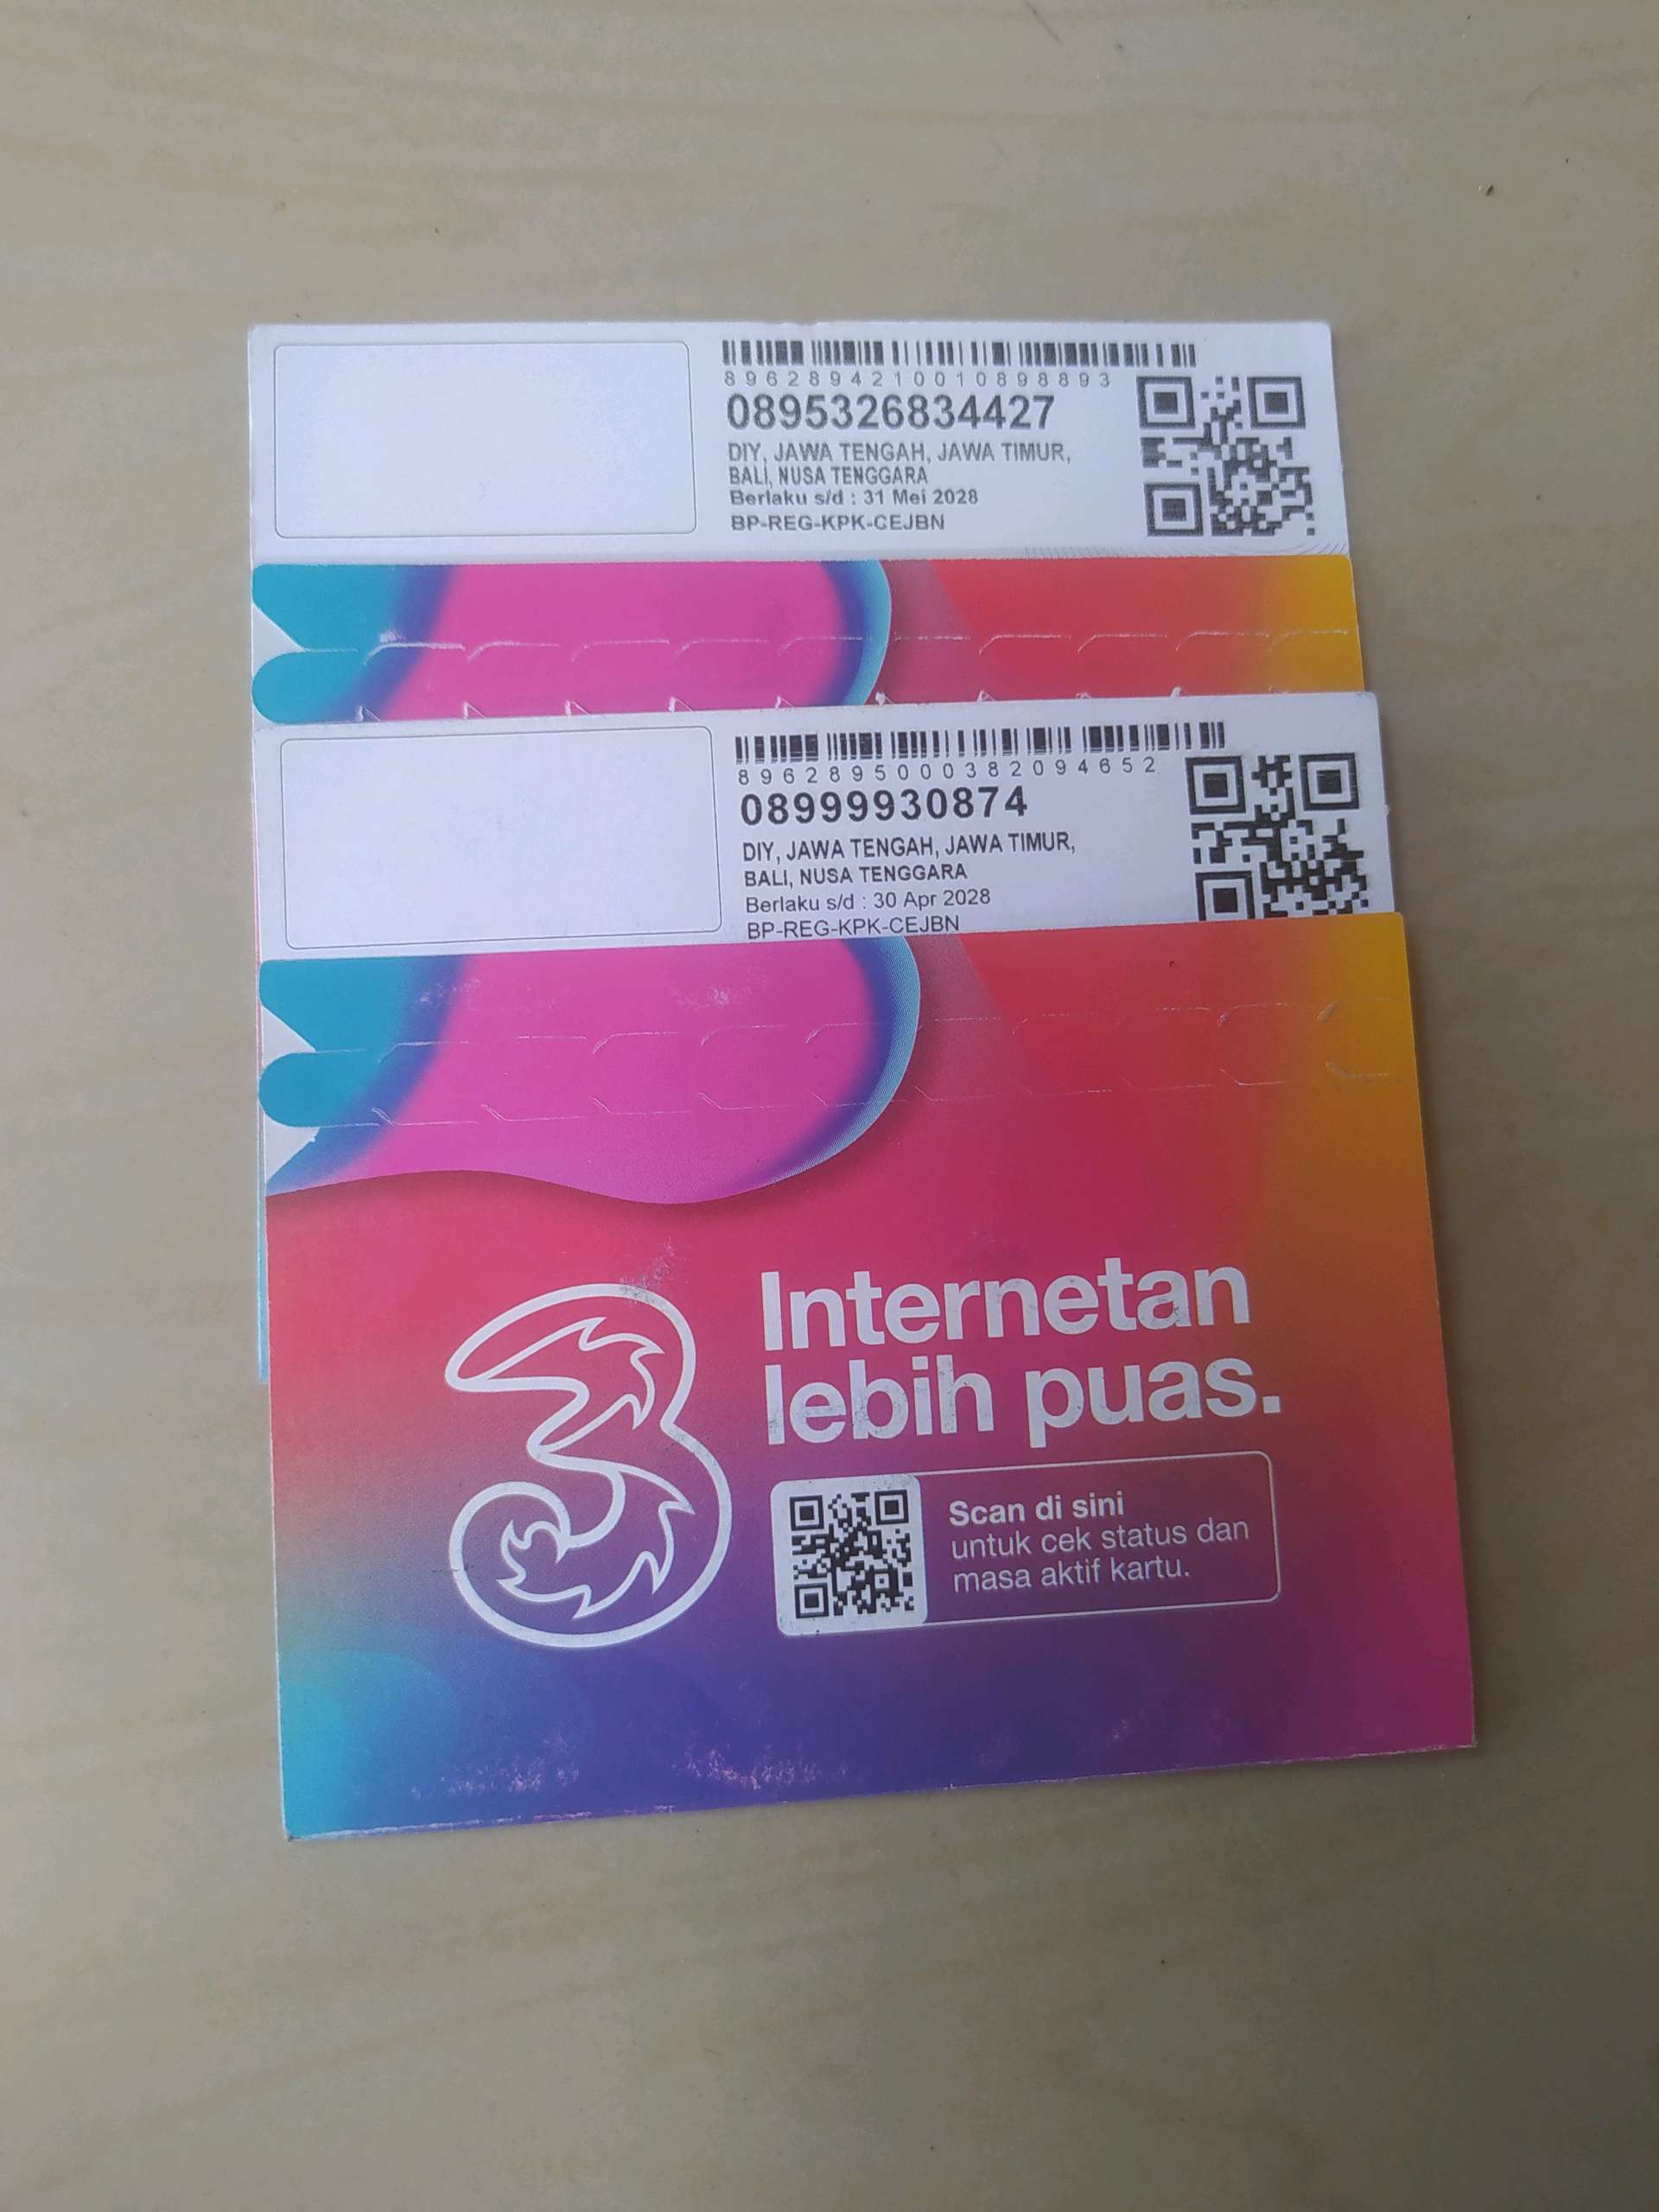 8962894210010898893
0895326834427
DIY, JAWA TENGAH, JAWA TIMUR,
BALI, NUSA TENGGARA
Berlaku s/d : 31 Mei 2028
BP-REG-KPK-CEJBN
8962895000382094652
08999930874
DIY, JAWA TENGAH, JAWA TIMUR,
BALI, NUSA TENGGARA
Berlaku s/d : 30 Apr 2028
BP-REG-KPK-CEJBN
3
Internetan
lebih puas.
Scan di sini
untuk cek status dan
masa aktif kartu.